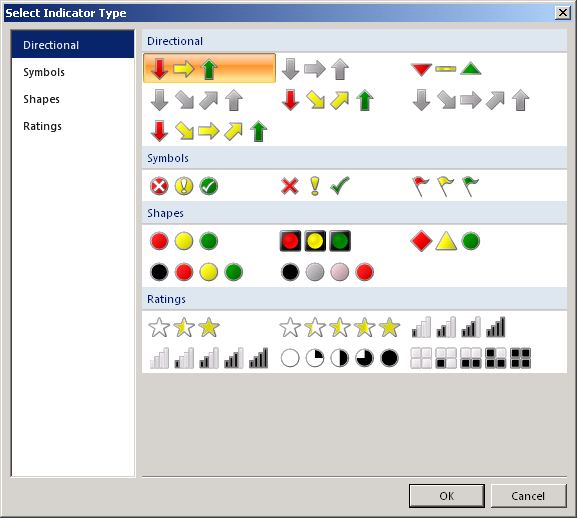 Select Indicator Type
Directional
Symbols
Shapes
Ratings
Directional
Symbols
Shapes
Ratings
OK
Cancel